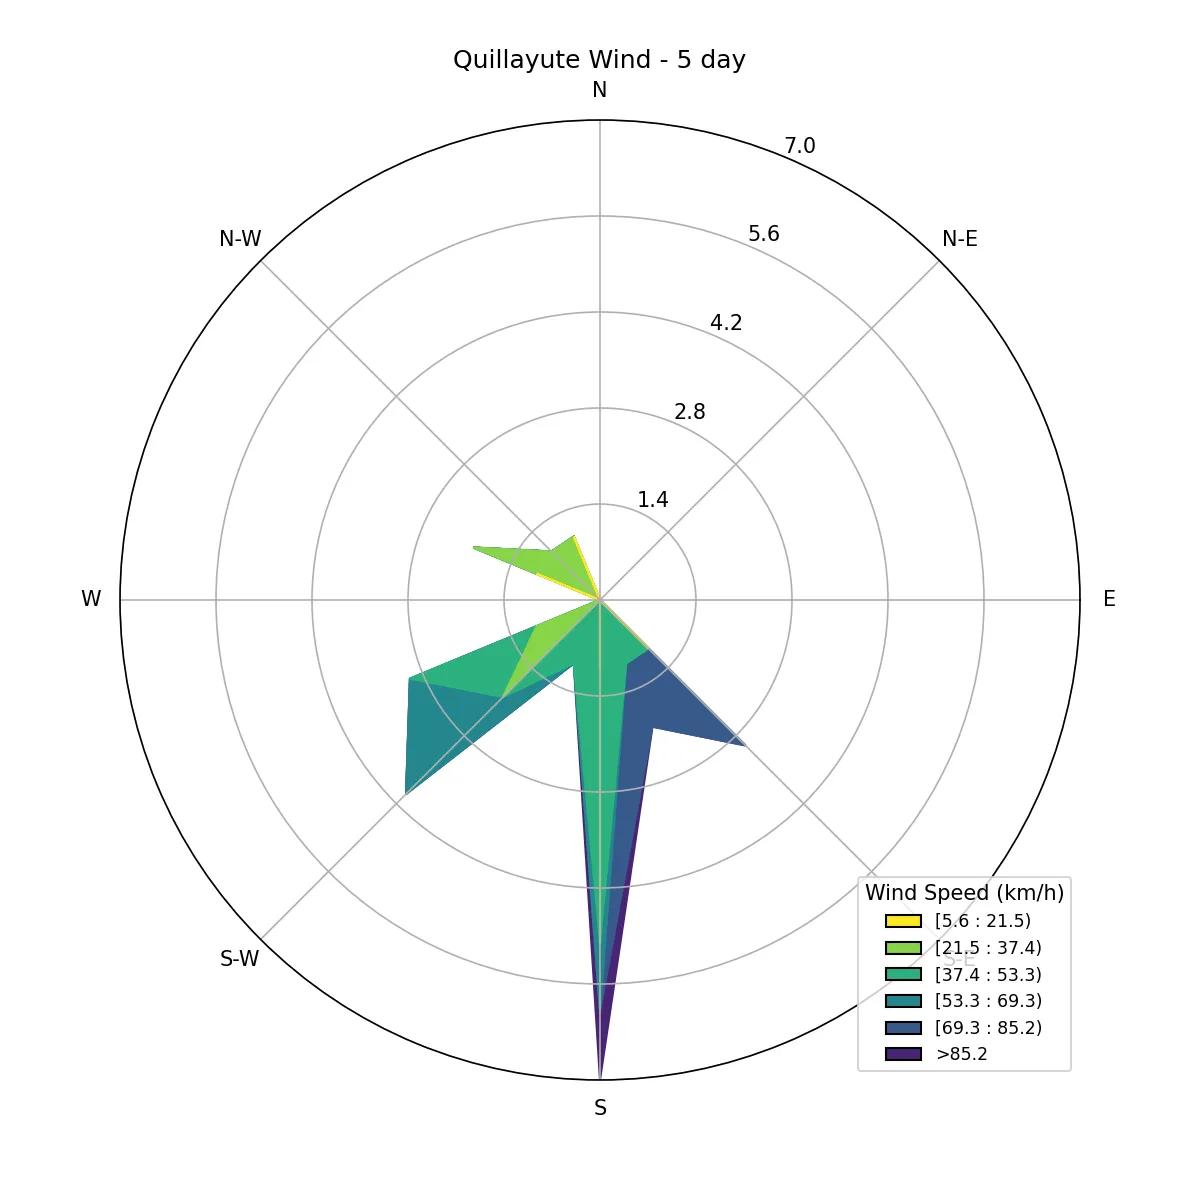 Quillayute Wind - 5 day
N
7.0
N-W
5.6
N-E
4.2
2.8
1.4
W
E
S-W
S-E
Wind Speed (km/h)
[5.6 : 21.5)
[21.5 : 37.4)
[37.4 : 53.3)
[53.3 : 69.3)
[69.3 : 85.2)
>85.2
S